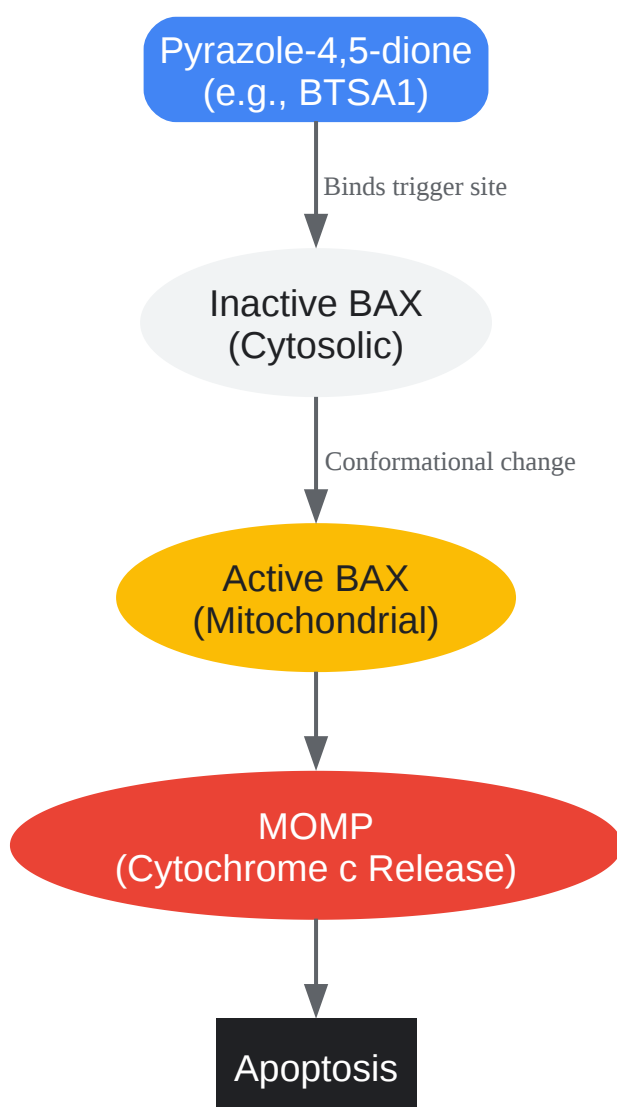 Pyrazole-4,5-dione
(e.g., BTSA1)
Binds trigger site
Inactive BAX
(Cytosolic)
Conformational change
Active BAX
(Mitochondrial)
MOMP
(Cytochrome c Release)
Apoptosis